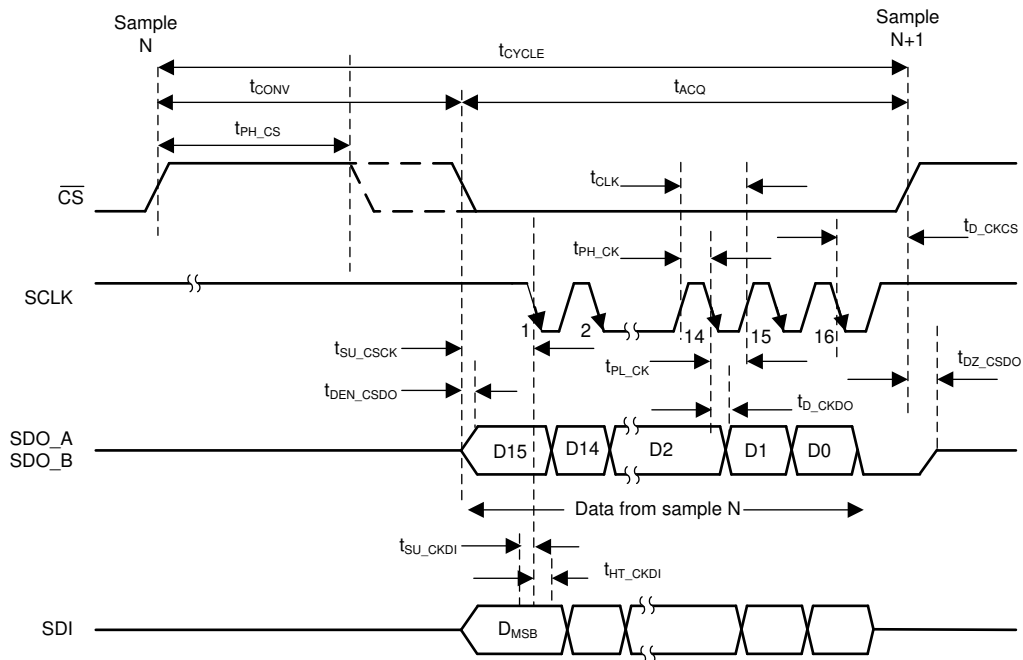 Sample
N
Sample
N+1
tCYCLE
tCONV
tACQ
tPH_CS
CS
tCLK
tD_CKCS
tPH_CK
SCLK
1
2
14
15
16
tSU_CSCK
tPL_CK
tDZ_CSDO
tDEN_CSDO
tD_CKDO
SDO_A
SDO_B
D15
D14
D2
D1
D0
Data from sample N
tSU_CKDI
tHT_CKDI
SDI
DMSB